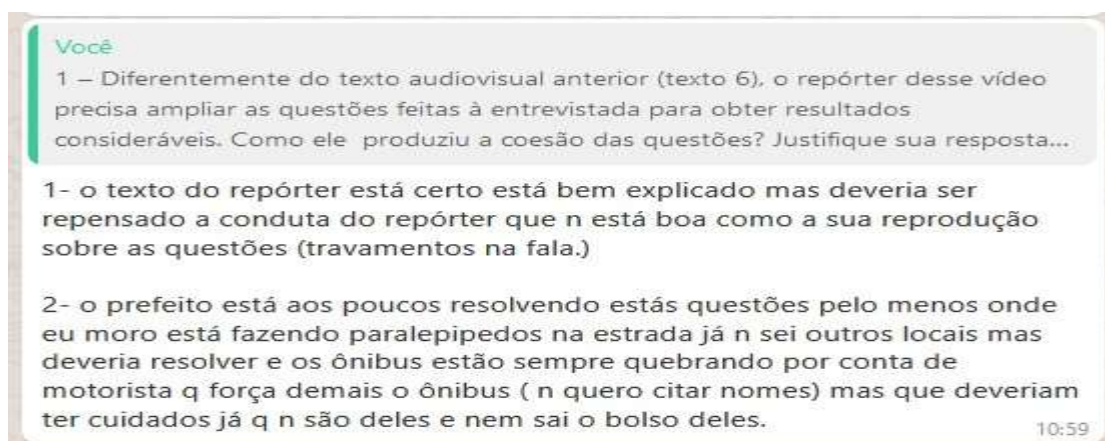 Você
1 – Diferentemente do texto audiovisual anterior (texto 6), o repórter desse vídeo
precisa ampliar as questões feitas à entrevistada para obter resultados
consideráveis. Como ele produziu a coesão das questões? Justifique sua resposta...
1- o texto do repórter está certo está bem explicado mas deveria ser
repensado a conduta do repórter que n está boa como a sua reprodução
sobre as questões (travamentos na fala.)
2- o prefeito está aos poucos resolvendo estás questões pelo menos onde
eu moro está fazendo paralepipedos na estrada já n sei outros locais mas
deveria resolver e os ônibus estão sempre quebrando por conta de
motorista q força demais o ônibus ( n quero citar nomes) mas que deveriam
ter cuidados já q n são deles e nem sai o bolso deles.
10:59